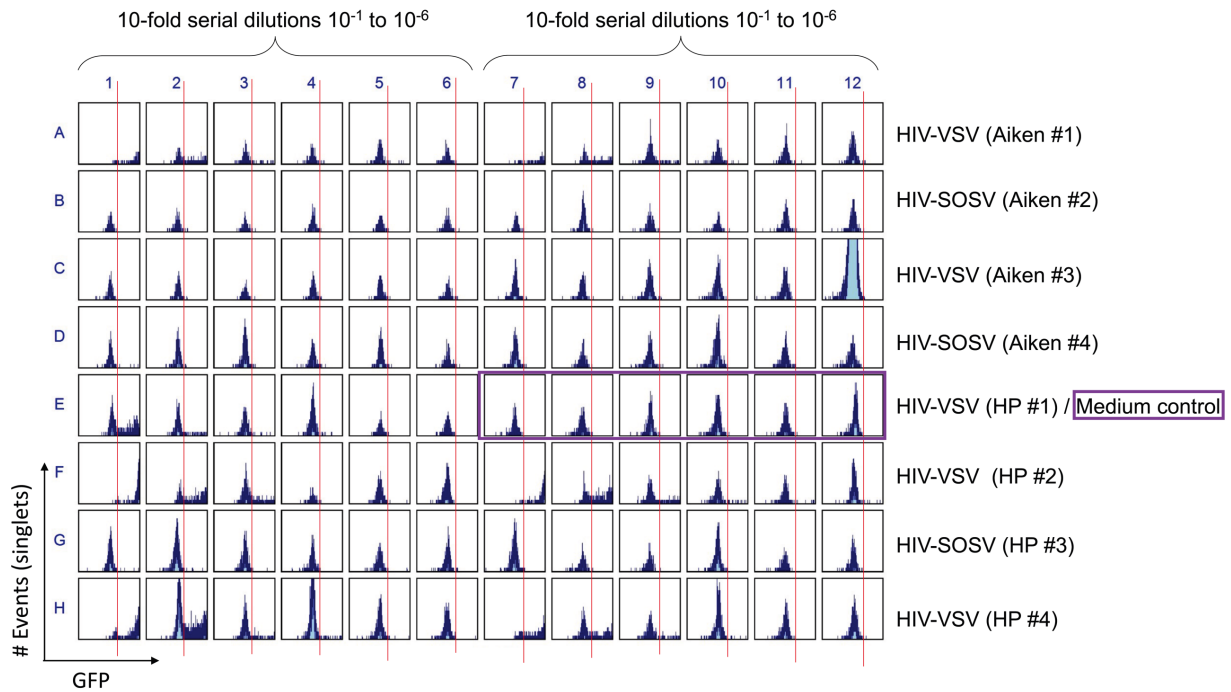 10-fold serial dilutions 10⁻¹ to 10⁻⁶ 10-fold serial dilutions 10⁻¹ to 10⁻⁶
1 2 3 4 5 6 7 8 9 10 11 12
A HIV-VSV (Aiken #1)
B HIV-SOSV (Aiken #2)
C HIV-VSV (Aiken #3)
D HIV-SOSV (Aiken #4)
E HIV-VSV (HP #1) / Medium control
F HIV-VSV (HP #2)
G HIV-SOSV (HP #3)
H HIV-VSV (HP #4)
# Events (singlets)
GFP